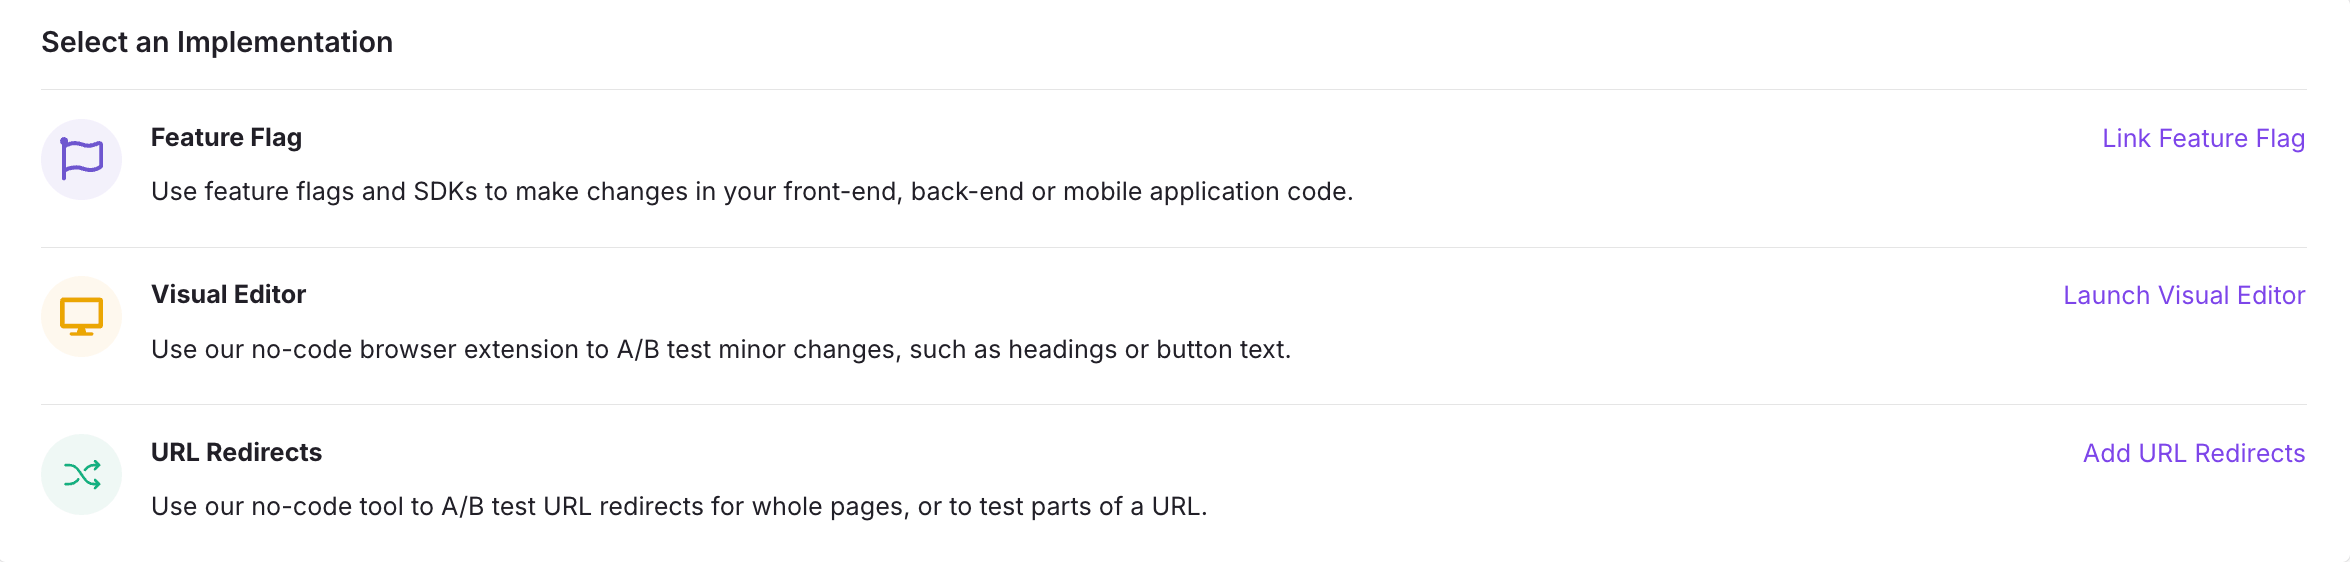 Select an Implementation
Feature Flag
Link Feature Flag
Use feature flags and SDKs to make changes in your front-end, back-end or mobile application code.
Visual Editor
Launch Visual Editor
Use our no-code browser extension to A/B test minor changes, such as headings or button text.
URL Redirects
Add URL Redirects
Use our no-code tool to A/B test URL redirects for whole pages, or to test parts of a URL.